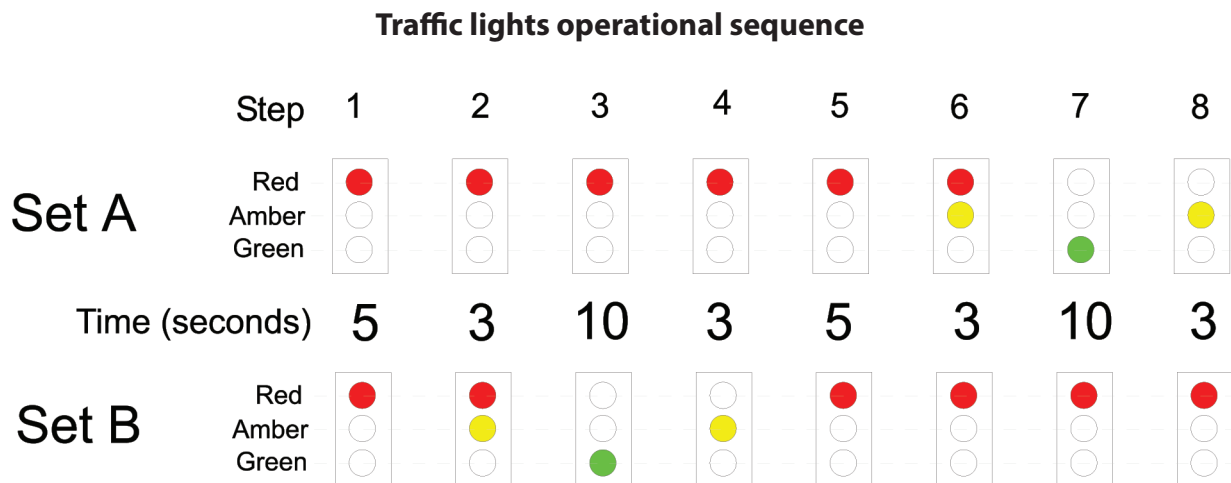 Traffic lights operational sequence
Step 1 2 3 4 5 6 7 8
Set A
Red
Amber
Green
Time (seconds) 5 3 10 3 5 3 10 3
Set B
Red
Amber
Green